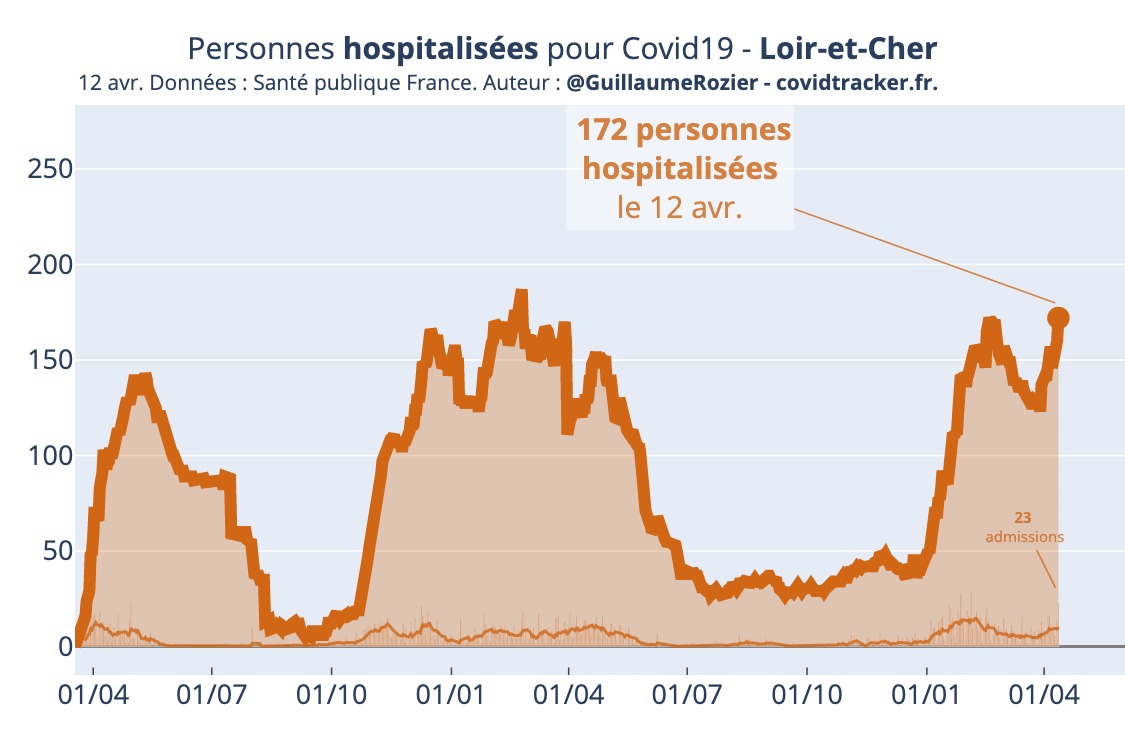 Personnes hospitalisées pour Covid19 - Loir-et-Cher
12 avr. Données : Santé publique France. Auteur : @GuillaumeRozier - covidtracker.fr.
172 personnes
hospitalisées
le 12 avr.
250
200
150
100
50
0
23
admissions
01/04 01/07 01/10 01/01 01/04 01/07 01/10 01/01 01/04